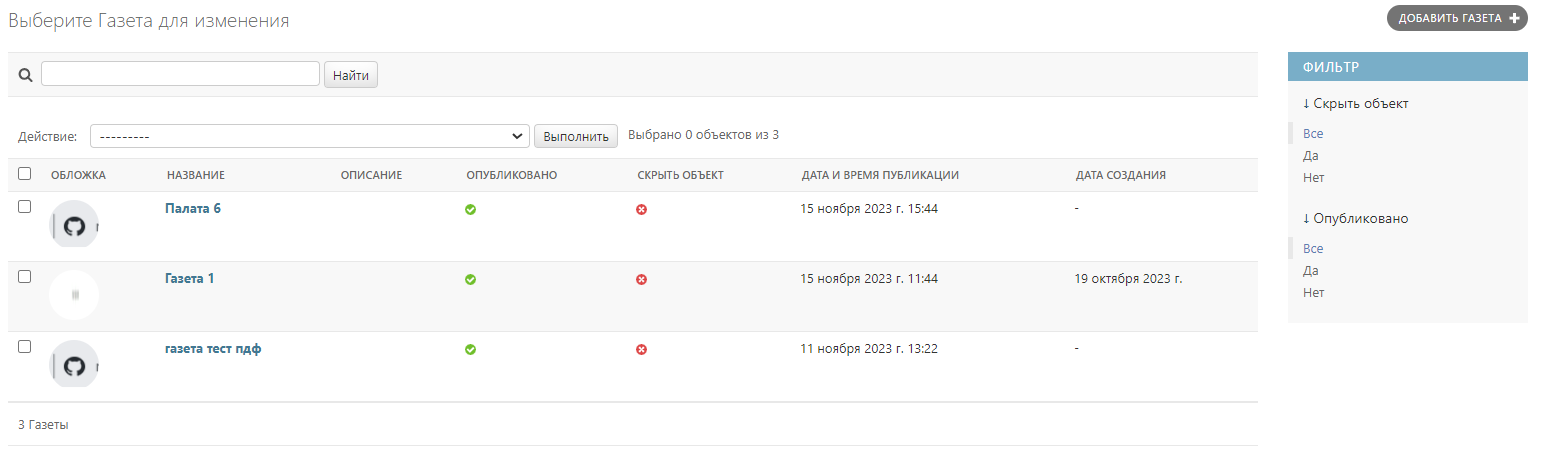 Выберите Газета для изменения
ДОБАВИТЬ ГАЗЕТА
Найти
Действие: --------- Выполнить Выбрано 0 объектов из 3
ОБЛОЖКА НАЗВАНИЕ ОПИСАНИЕ ОПУБЛИКОВАНО СКРЫТЬ ОБЪЕКТ ДАТА И ВРЕМЯ ПУБЛИКАЦИИ ДАТА СОЗДАНИЯ
Палата 6 15 ноября 2023 г. 15:44 -
Газета 1 15 ноября 2023 г. 11:44 19 октября 2023 г.
газета тест пдф 11 ноября 2023 г. 13:22 -
3 Газеты
ФИЛЬТР
↓ Скрыть объект
Все
Да
Нет
↓ Опубликовано
Все
Да
Нет